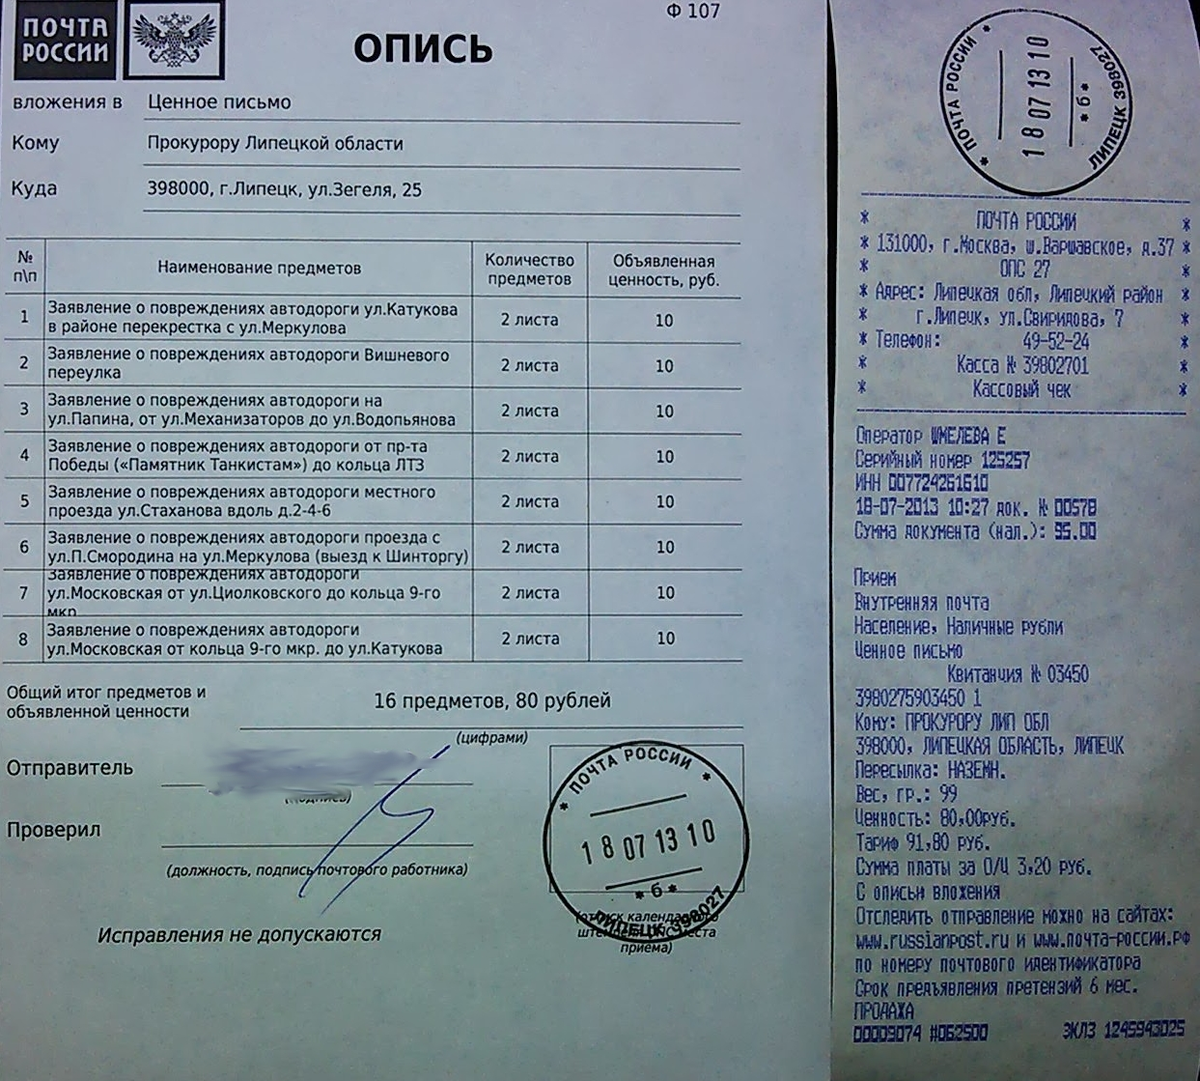 ПОЧТА
РОССИИ
Ф 107
ОПИСЬ
вложения в Ценное письмо
Кому Прокурору Липецкой области
Куда 398000, г.Липецк, ул.Зегеля, 25
№ п\п Наименование предметов Количество предметов Объявленная ценность, руб.
1 Заявление о повреждениях автодороги ул.Катукова
в районе перекрестка с ул.Меркулова 2 листа 10
2 Заявление о повреждениях автодороги Вишневого
переулка 2 листа 10
3 Заявление о повреждениях автодороги на
ул.Папина, от ул.Механизаторов до ул.Водопьянова 2 листа 10
4 Заявление о повреждениях автодороги от пр-та
Победы («Памятник Танкистам») до кольца ЛТЗ 2 листа 10
5 Заявление о повреждениях автодороги местного
проезда ул.Стаханова вдоль д.2-4-6 2 листа 10
6 Заявление о повреждениях автодороги проезда с
ул.П.Смородина на ул.Меркулова (выезд к Шинторгу) 2 листа 10
7 Заявление о повреждениях автодороги
ул.Московская от ул.Циолковского до кольца 9-го
мкр 2 листа 10
8 Заявление о повреждениях автодороги
ул.Московская от кольца 9-го мкр. до ул.Катукова 2 листа 10
Общий итог предметов и
объявленной ценности 16 предметов, 80 рублей
(цифрами)
Отправитель
(подпись)
Проверил
(должность, подпись почтового работника)
Исправления не допускаются
* ПОЧТА РОССИИ *
18 07 13 10
*б*
ЛИПЕЦК 398027
(оттиск календарного
штемпеля ОПС места
приема)
* ПОЧТА РОССИИ *
18 07 13 10
*б*
ЛИПЕЦК 398027
* ПОЧТА РОССИИ *
* 131000, г.Москва, ш.Варшавское, д.37 *
* ОПС 27 *
* Адрес: Липецкая обл, Липецкий район *
* г.Липецк, ул.Свиридова, 7 *
* Телефон: 49-52-24 *
* Касса № 39802701 *
* Кассовый чек *
Оператор ШМЕЛЕВА Е
Серийный номер 125257
ИНН 007724261610
18-07-2013 10:27 док. № 00578
Сумма документа (нал.): 95.00
Прием
Внутренняя почта
Население, Наличные рубли
Ценное письмо
Квитанция № 03450
3980275903450 1
Кому: ПРОКУРОРУ ЛИП ОБЛ
398000, ЛИПЕЦКАЯ ОБЛАСТЬ, ЛИПЕЦК
Пересылка: НАЗЕМН.
Вес, гр.: 99
Ценность: 80,00руб.
Тариф 91,80 руб.
Сумма платы за О/Ц 3,20 руб.
С описьи вложения
Отследить отправление можно на сайтах:
www.russianpost.ru и www.почта-россии.рф
по номеру почтового идентификатора
Срок предъявления претензий 6 мес.
ПРОДАЖА
00009074 #062500 ЭКЛЗ 1245943025